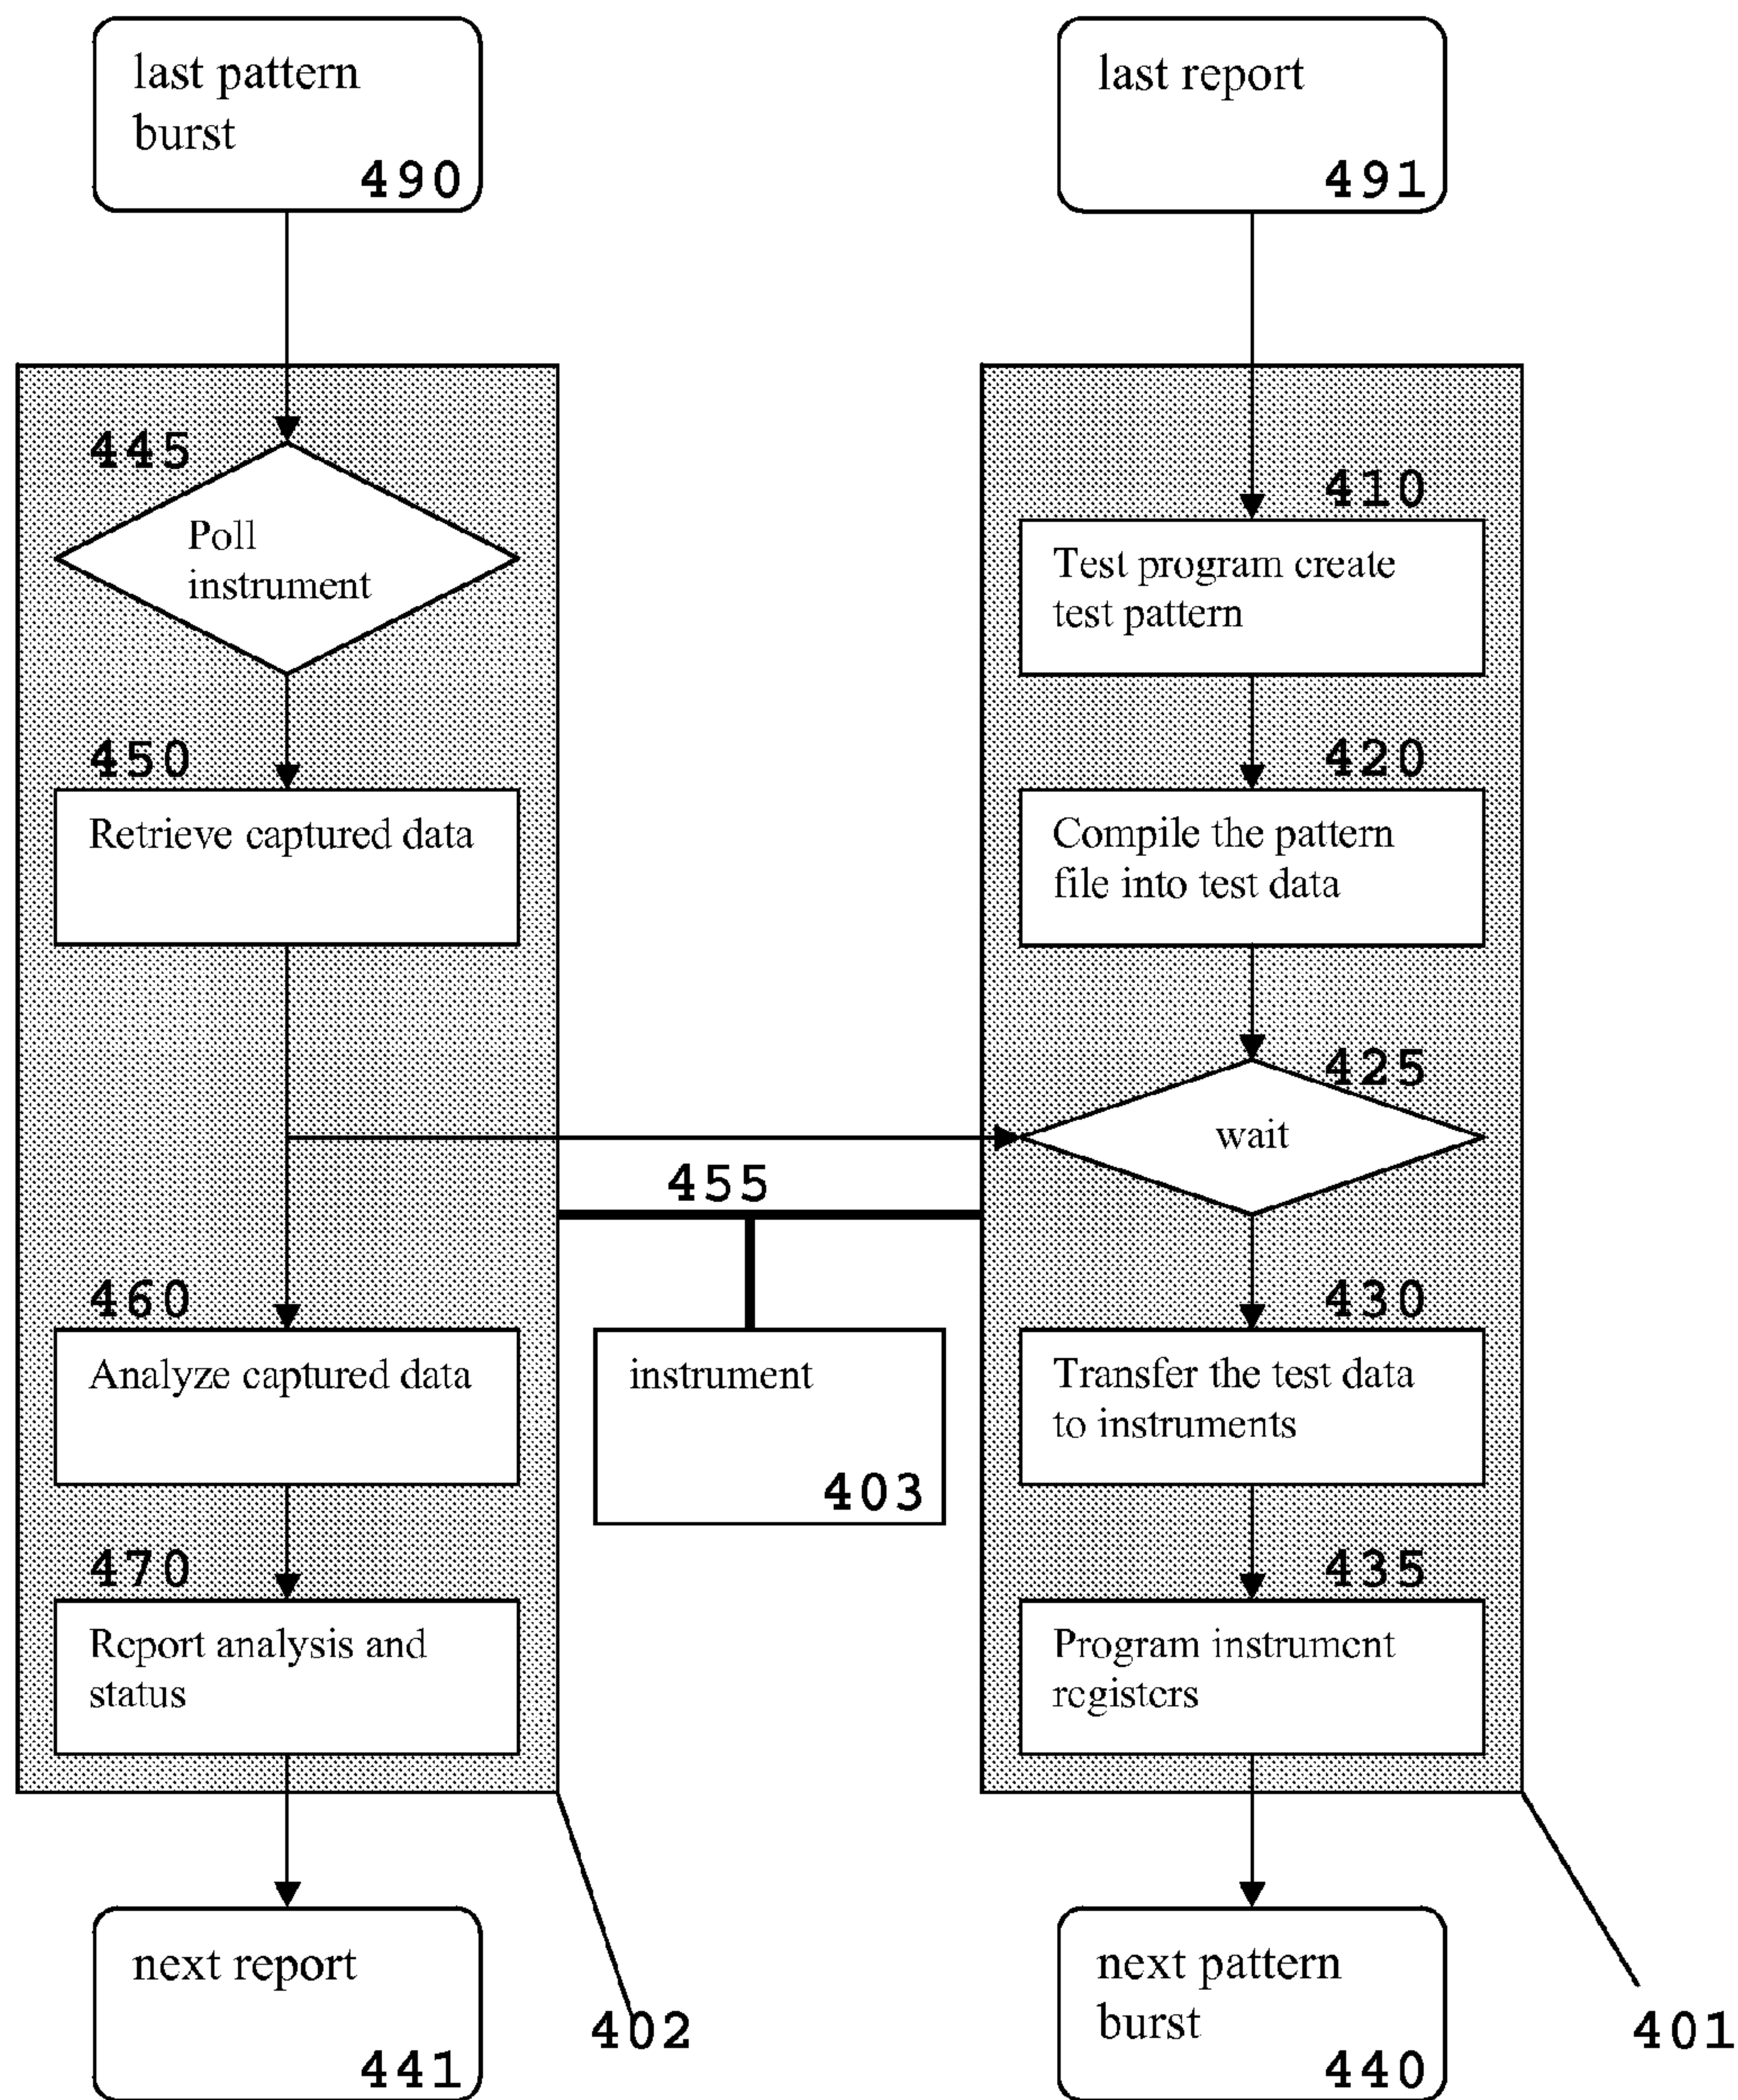 last pattern
burst
490
last report
491
445
Poll
instrument
450
Retrieve captured data
460
Analyze captured data
470
Report analysis and
status
next report
441
402
455
instrument
403
410
Test program create
test pattern
420
Compile the pattern
file into test data
425
wait
430
Transfer the test data
to instruments
435
Program instrument
registers
next pattern
burst
440
401